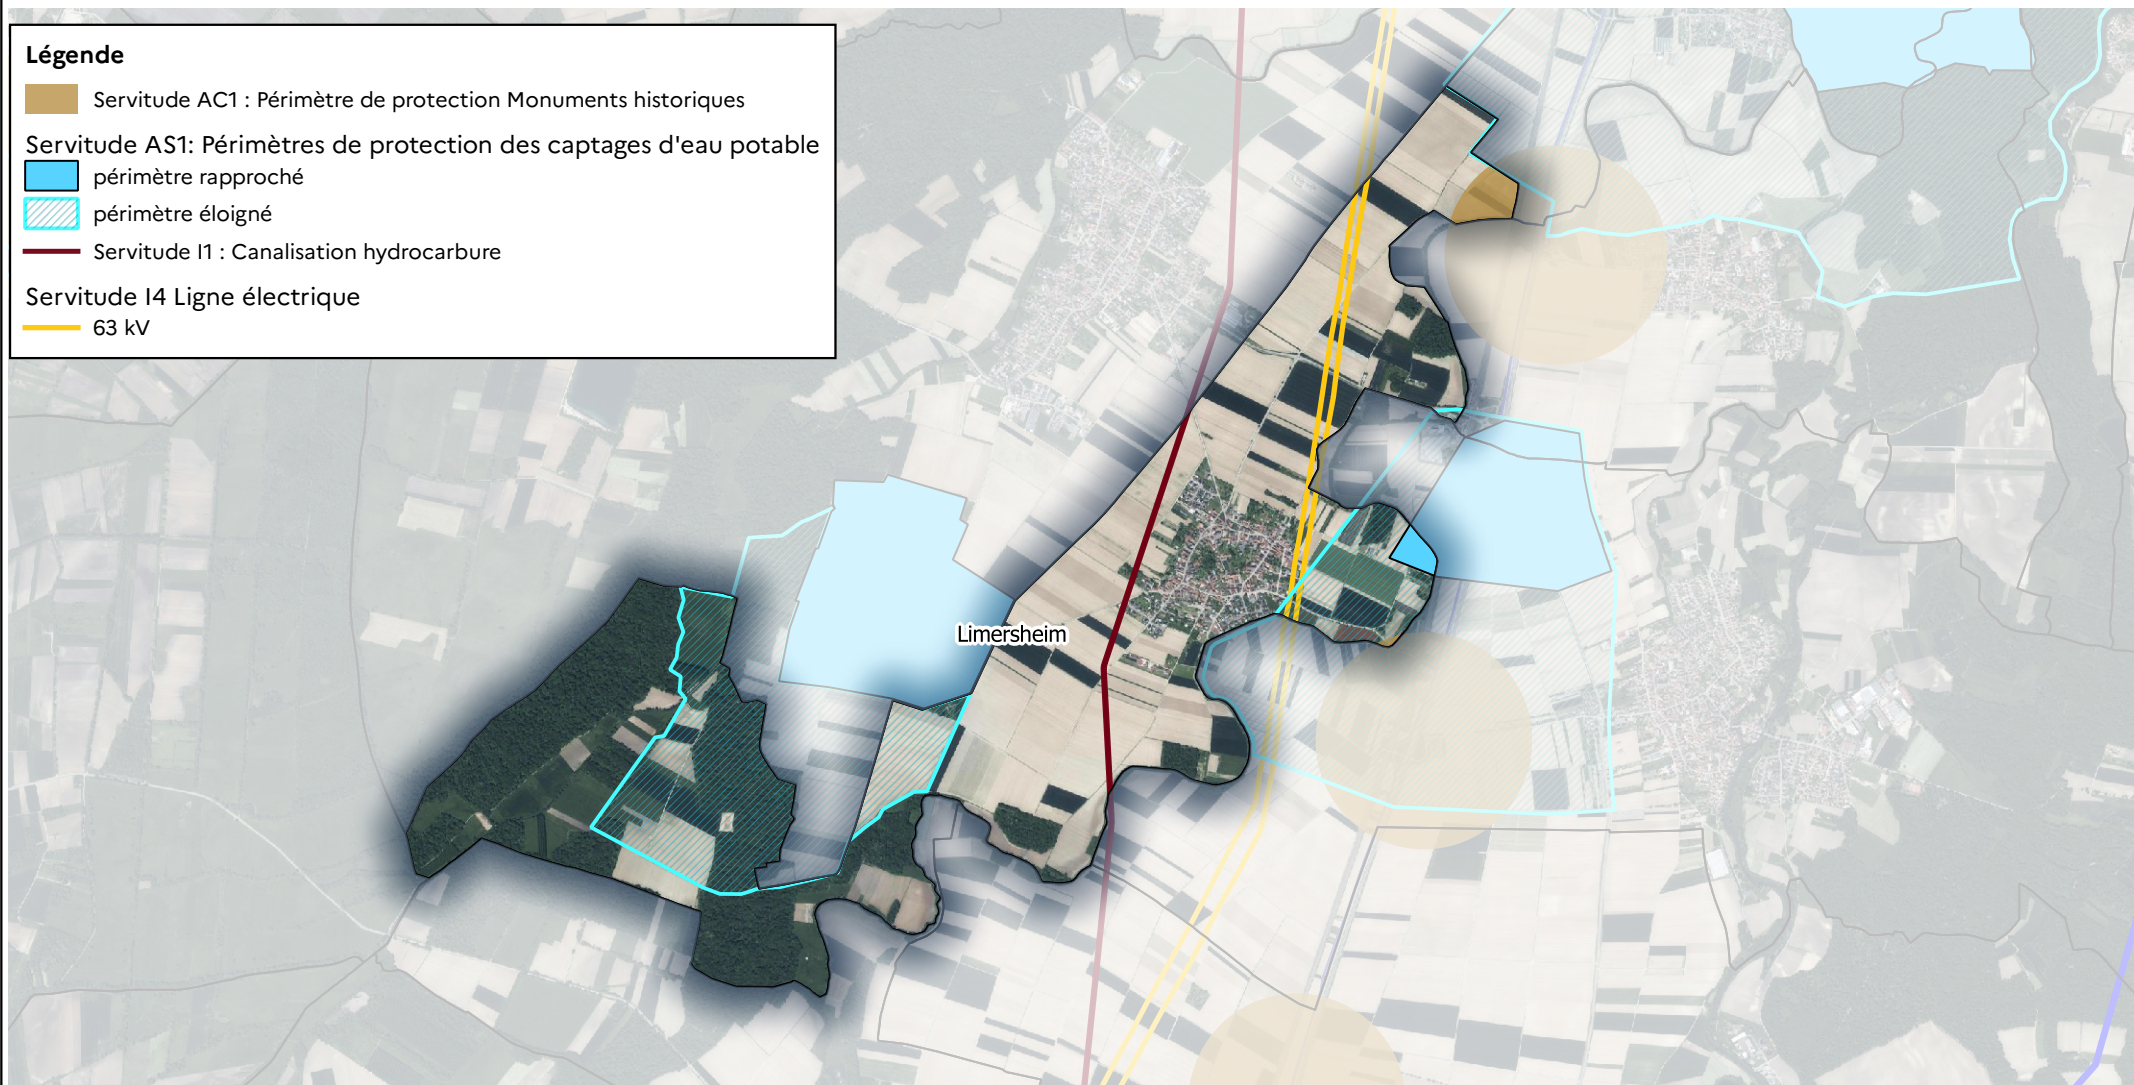 Légende
Servitude AC1 : Périmètre de protection Monuments historiques
Servitude AS1: Périmètres de protection des captages d'eau potable
périmètre rapproché
périmètre éloigné
Servitude I1 : Canalisation hydrocarbure
Servitude I4 Ligne électrique
63 kV
Limersheim